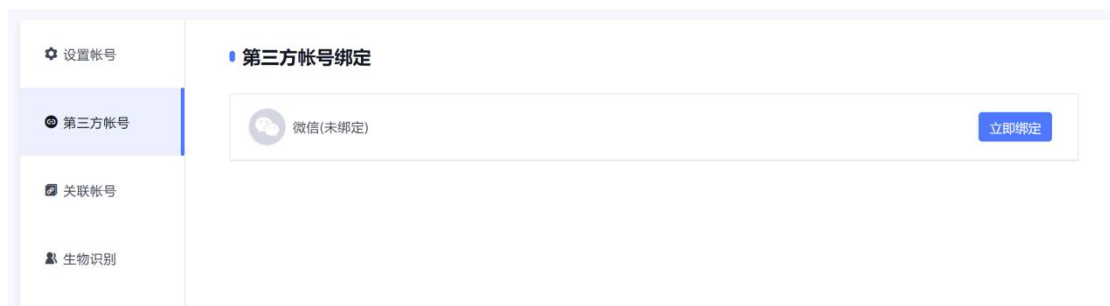 设置帐号
第三方帐号
关联帐号
生物识别
第三方帐号绑定
微信(未绑定)
立即绑定